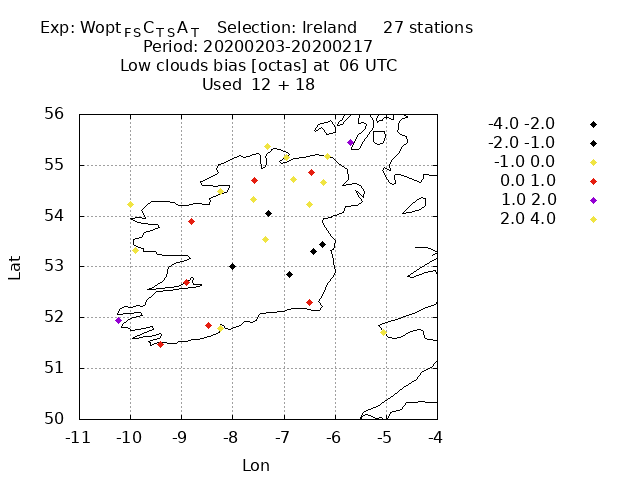 Exp: WoptFSCTSAT Selection: Ireland 27 stations
Period: 20200203-20200217
Low clouds bias [octas] at 06 UTC
Used 12 + 18
-4.0 -2.0
-2.0 -1.0
-1.0 0.0
0.0 1.0
1.0 2.0
2.0 4.0
56
55
54
53
52
51
50
Lat
-11 -10 -9 -8 -7 -6 -5 -4
Lon